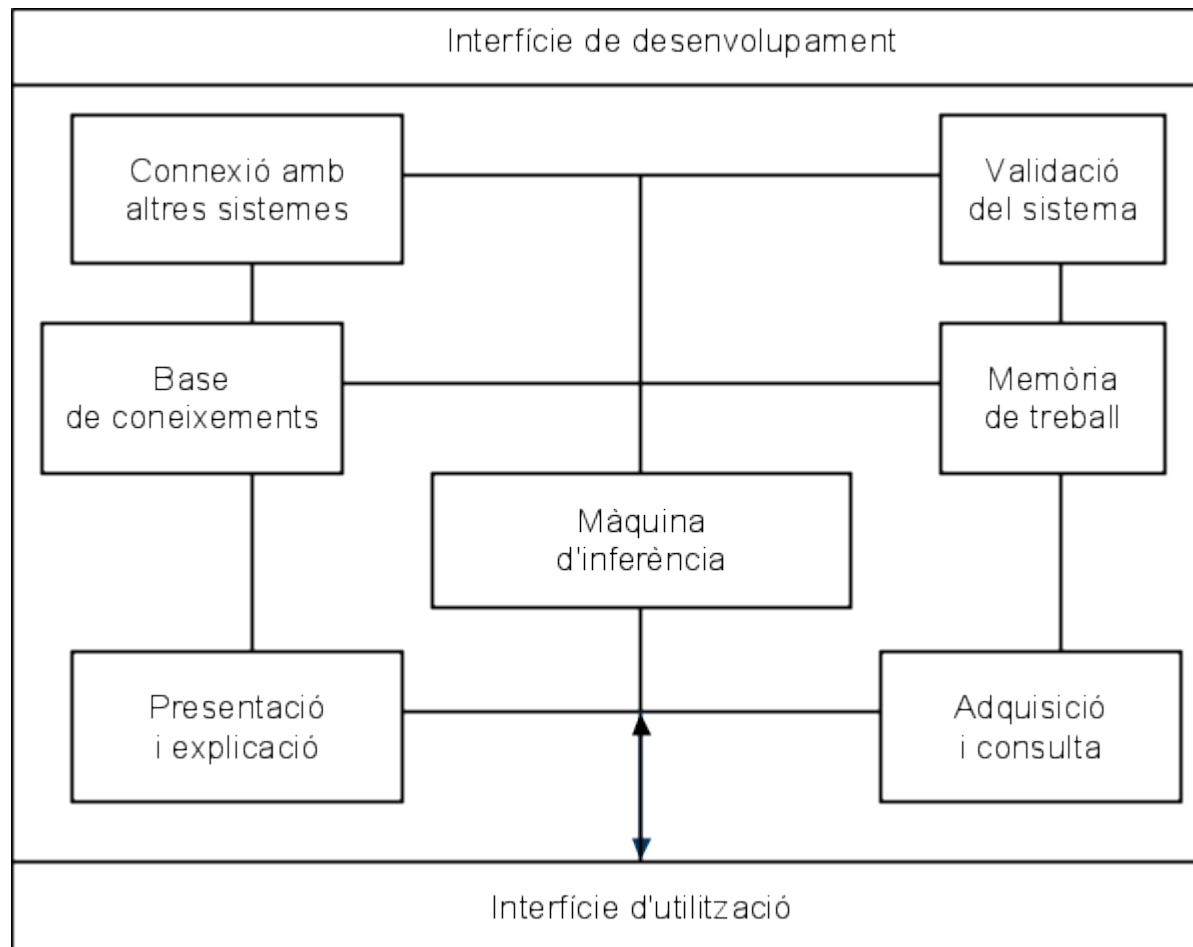 Interfície de desenvolupament
Connexió amb
altres sistemes
Validació
del sistema
Base
de coneixements
Memòria
de treball
Màquina
d'inferència
Presentació
i explicació
Adquisició
i consulta
Interfície d'utilització